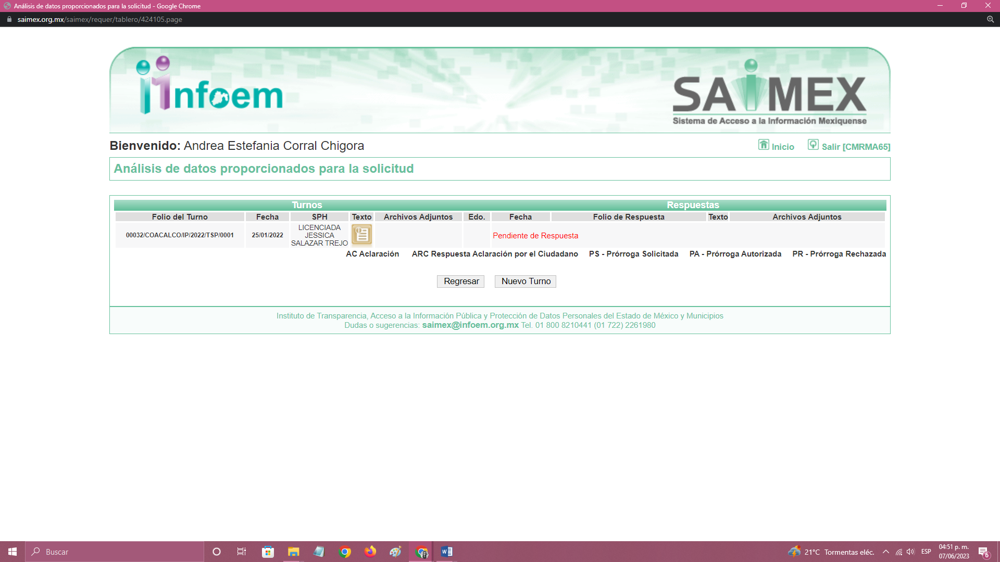 Análisis de datos proporcionados para la solicitud - Google Chrome
saimex.org.mx/saimex/requer/tablero/424105.page
infoem
SAIMEX
Sistema de Acceso a la Información Mexiquense
Bienvenido: Andrea Estefania Corral Chigora
Inicio Salir [CMRMA65]
Análisis de datos proporcionados para la solicitud
Turnos Respuestas
Folio del Turno Fecha SPH Texto Archivos Adjuntos Edo. Fecha Folio de Respuesta Texto Archivos Adjuntos
00032/COACALCO/IP/2022/TSP/0001 25/01/2022 LICENCIADA JESSICA SALAZAR TREJO Pendiente de Respuesta
AC Aclaración ARC Respuesta Aclaración por el Ciudadano PS - Prórroga Solicitada PA - Prórroga Autorizada PR - Prórroga Rechazada
Regresar Nuevo Turno
Instituto de Transparencia, Acceso a la Información Pública y Protección de Datos Personales del Estado de México y Municipios
Dudas o sugerencias: saimex@infoem.org.mx Tel. 01 800 8210441 (01 722) 2261980
Buscar
21°C Tormentas eléc.
ESP
04:51 p. m.
07/06/2023
6